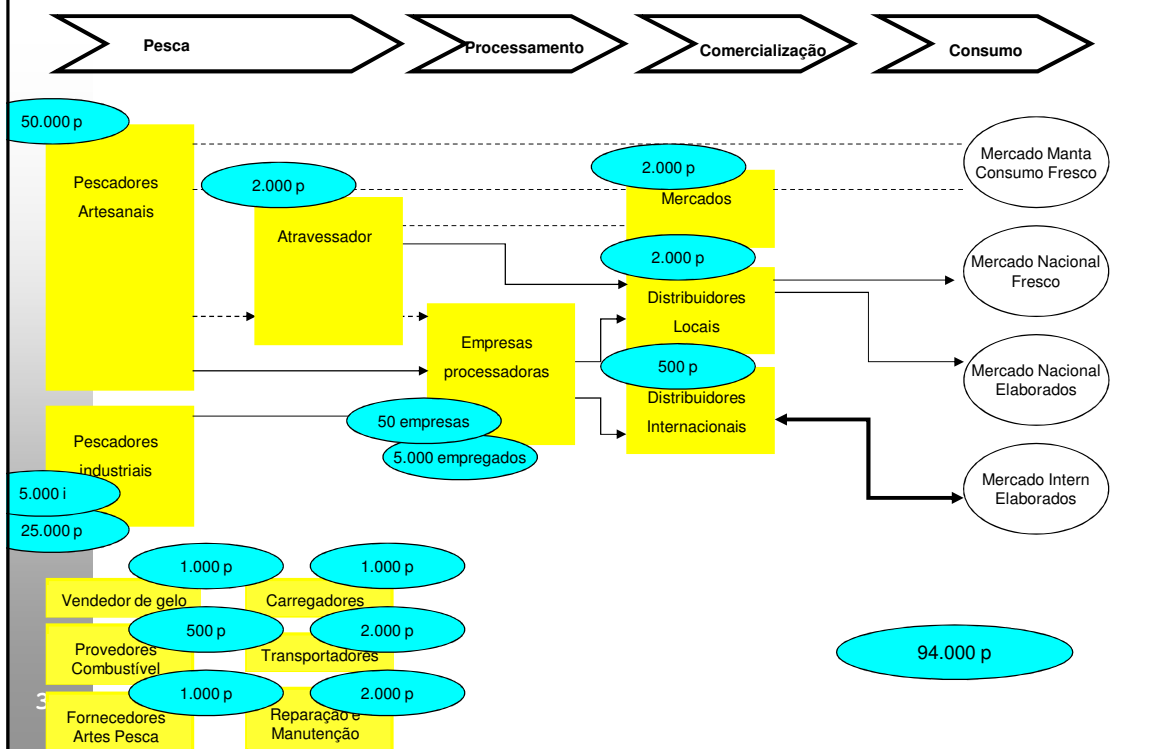 Pesca
Processamento
Comercialização
Consumo
50.000 p
Pescadores
Artesanais
2.000 p
Atravessador
2.000 p
Mercados
Mercado Manta
Consumo Fresco
2.000 p
Distribuidores
Locais
Mercado Nacional
Fresco
Empresas
processadoras
500 p
Distribuidores
Internacionais
Mercado Nacional
Elaborados
50 empresas
5.000 empregados
Pescadores
industriais
5.000 i
25.000 p
Mercado Intern
Elaborados
1.000 p
Vendedor de gelo
1.000 p
Carregadores
500 p
Provedores
Combustível
2.000 p
Transportadores
94.000 p
1.000 p
Fornecedores
Artes Pesca
2.000 p
Reparação e
Manutenção
3